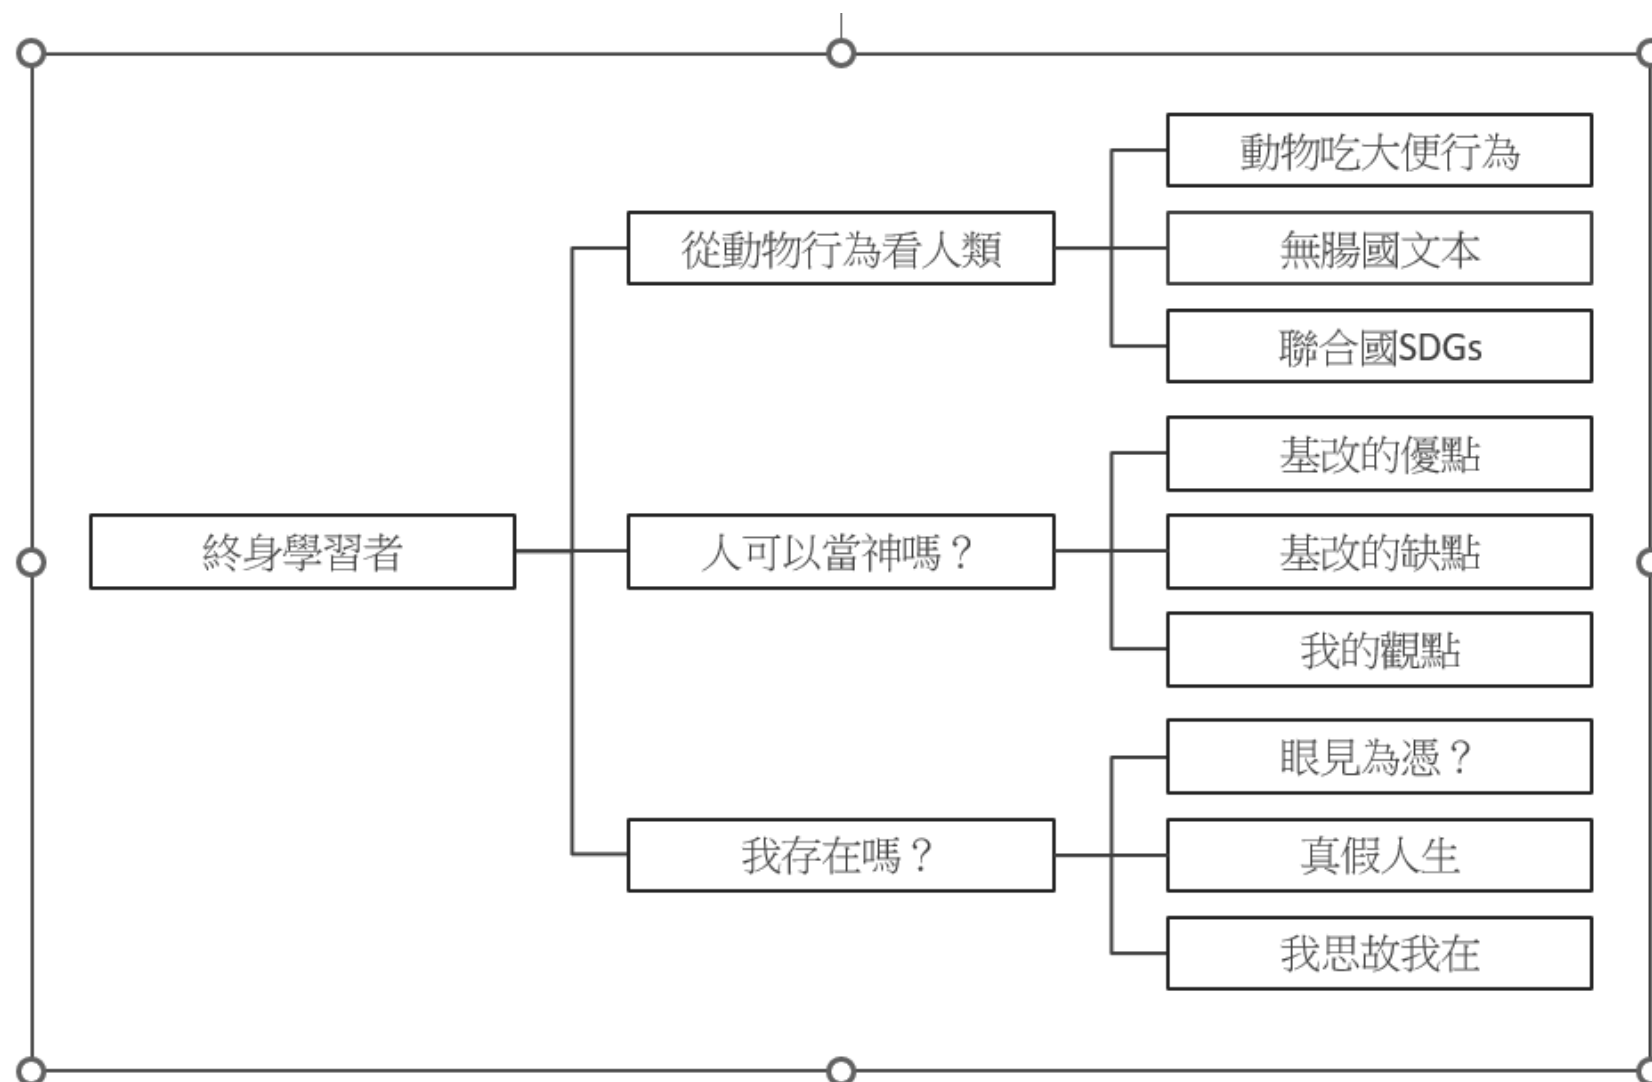 動物吃大便行為
從動物行為看人類
無腸國文本
聯合國SDGs
基改的優點
終身學習者
人可以當神嗎？
基改的缺點
我的觀點
眼見為憑？
我存在嗎？
真假人生
我思故我在